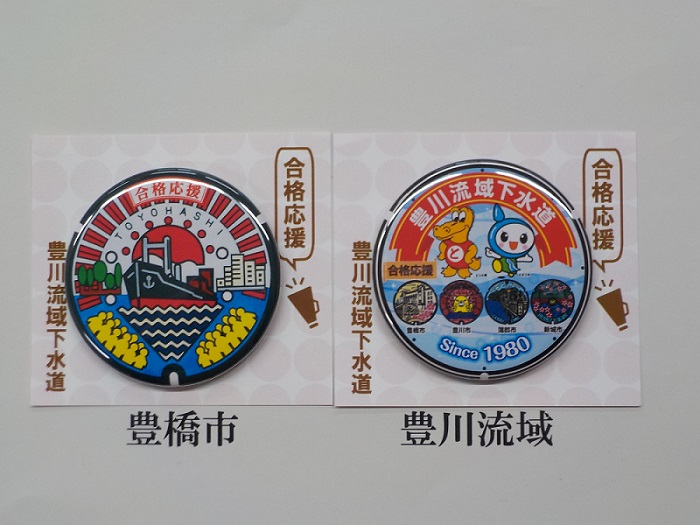 合格応援
TOYOHASHI
合格応援
豊川流域下水道
豊橋市
豊川流域下水道
合格応援
と
豊橋市
豊川市
蒲郡市
新城市
Since 1980
合格応援
豊川流域下水道
豊川流域